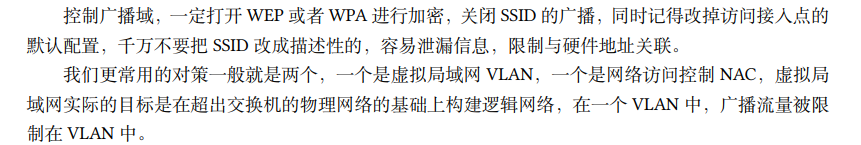 控制广播域，一定打开 WEP 或者 WPA 进行加密，关闭 SSID 的广播，同时记得改掉访问接入点的
默认配置，千万不要把 SSID 改成描述性的，容易泄漏信息，限制与硬件地址关联。
我们更常用的对策一般就是两个，一个是虚拟局域网 VLAN，一个是网络访问控制 NAC，虚拟局
域网实际的目标是在超出交换机的物理网络的基础上构建逻辑网络，在一个 VLAN 中，广播流量被限
制在 VLAN 中。